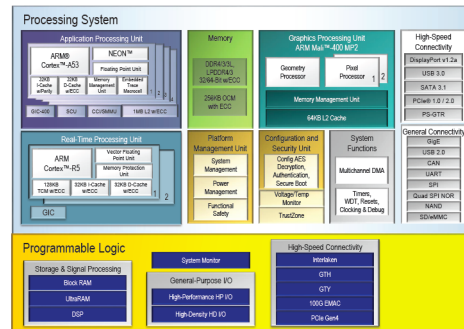 Processing System
Application Processing Unit
ARM®
Cortex™-A53
NEON™
Floating Point Unit
32KB
I-Cache
w/Parity
32KB
D-Cache
w/ECC
Memory
Management
Unit
Embedded
Trace
Macrocell
1
2
GIC-400
SCU
CCI/SMMU
1MB L2 w/ECC
Memory
DDR4/3/3L,
LPDDR4/3
32/64-Bit w/ECC
256KB OCM
with ECC
Graphics Processing Unit
ARM Mali™-400 MP2
Geometry
Processor
Pixel
Processor
1
2
Memory Management Unit
64KB L2 Cache
High-Speed
Connectivity
DisplayPort v1.2a
USB 3.0
SATA 3.1
PCIe® 1.0 / 2.0
PS-GTR
Real-Time Processing Unit
ARM
Cortex™-R5
Vector Floating
Point Unit
Memory Protection
Unit
128KB
TCM w/ECC
32KB I-Cache
w/ECC
32KB D-Cache
w/ECC
1
2
GIC
Platform
Management Unit
System
Management
Power
Management
Functional
Safety
Configuration and
Security Unit
Config AES
Decryption,
Authentication,
Secure Boot
Voltage/Temp
Monitor
TrustZone
System
Functions
Multichannel DMA
Timers,
WDT, Resets,
Clocking & Debug
General Connectivity
GigE
USB 2.0
CAN
UART
SPI
Quad SPI NOR
NAND
SD/eMMC
Programmable Logic
Storage & Signal Processing
Block RAM
UltraRAM
DSP
System Monitor
General-Purpose I/O
High-Performance HP I/O
High-Density HD I/O
High-Speed Connectivity
Interlaken
GTH
GTY
100G EMAC
PCIe Gen4